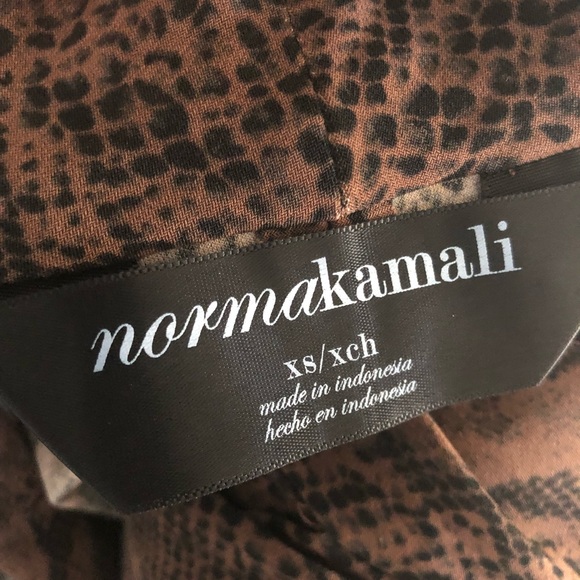 normakamali
xs/xch
made in indonesia
hecho en indonesia